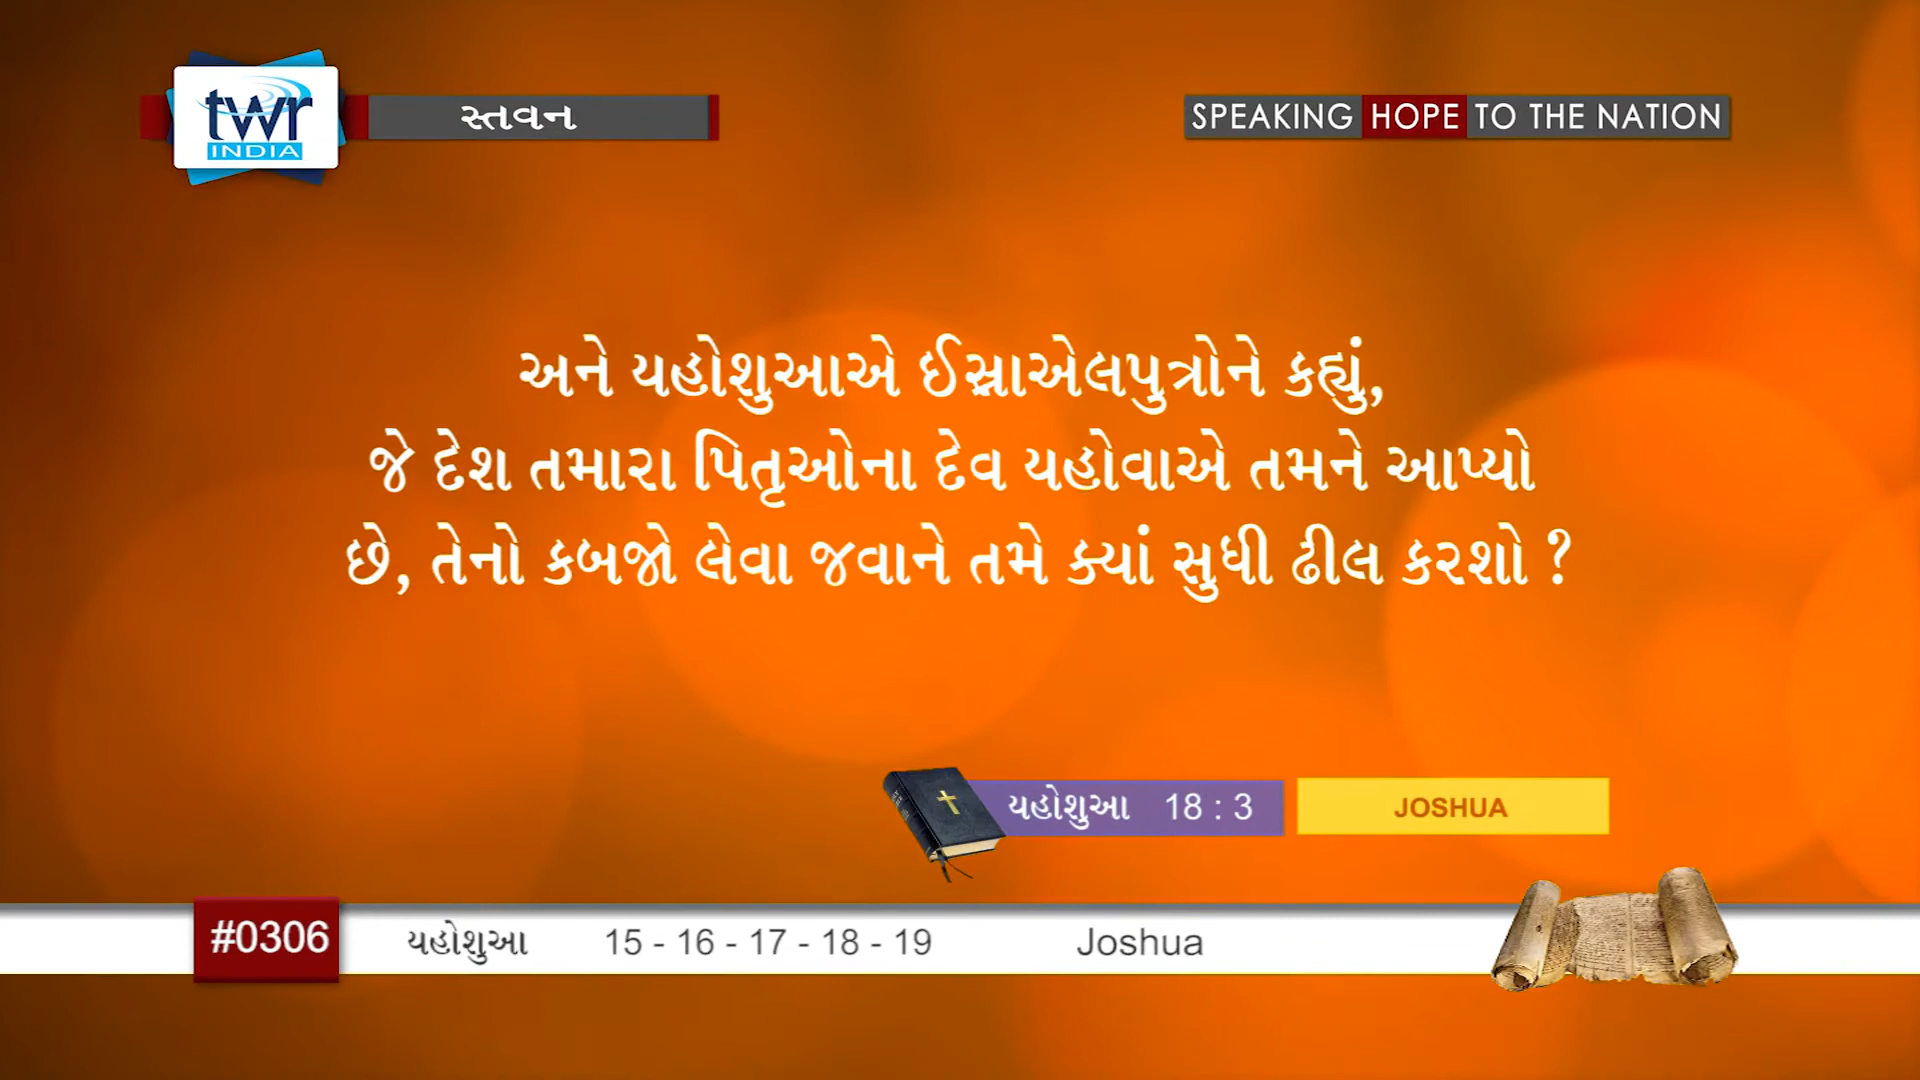 twr
INDIA
સ્તવન
SPEAKING HOPE TO THE NATION
અને યહોશુઆએ ઈસ્રાએલપુત્રોને કહ્યું,
જે દેશ તમારા પિતૃઓના દેવ યહોવાએ તમને આપ્યો
છે, તેનો કબજો લેવા જવાને તમે ક્યાં સુધી ઢીલ કરશો ?
યહોશુઆ 18 : 3
JOSHUA
#0306
યહોશુઆ 15 - 16 - 17 - 18 - 19 Joshua